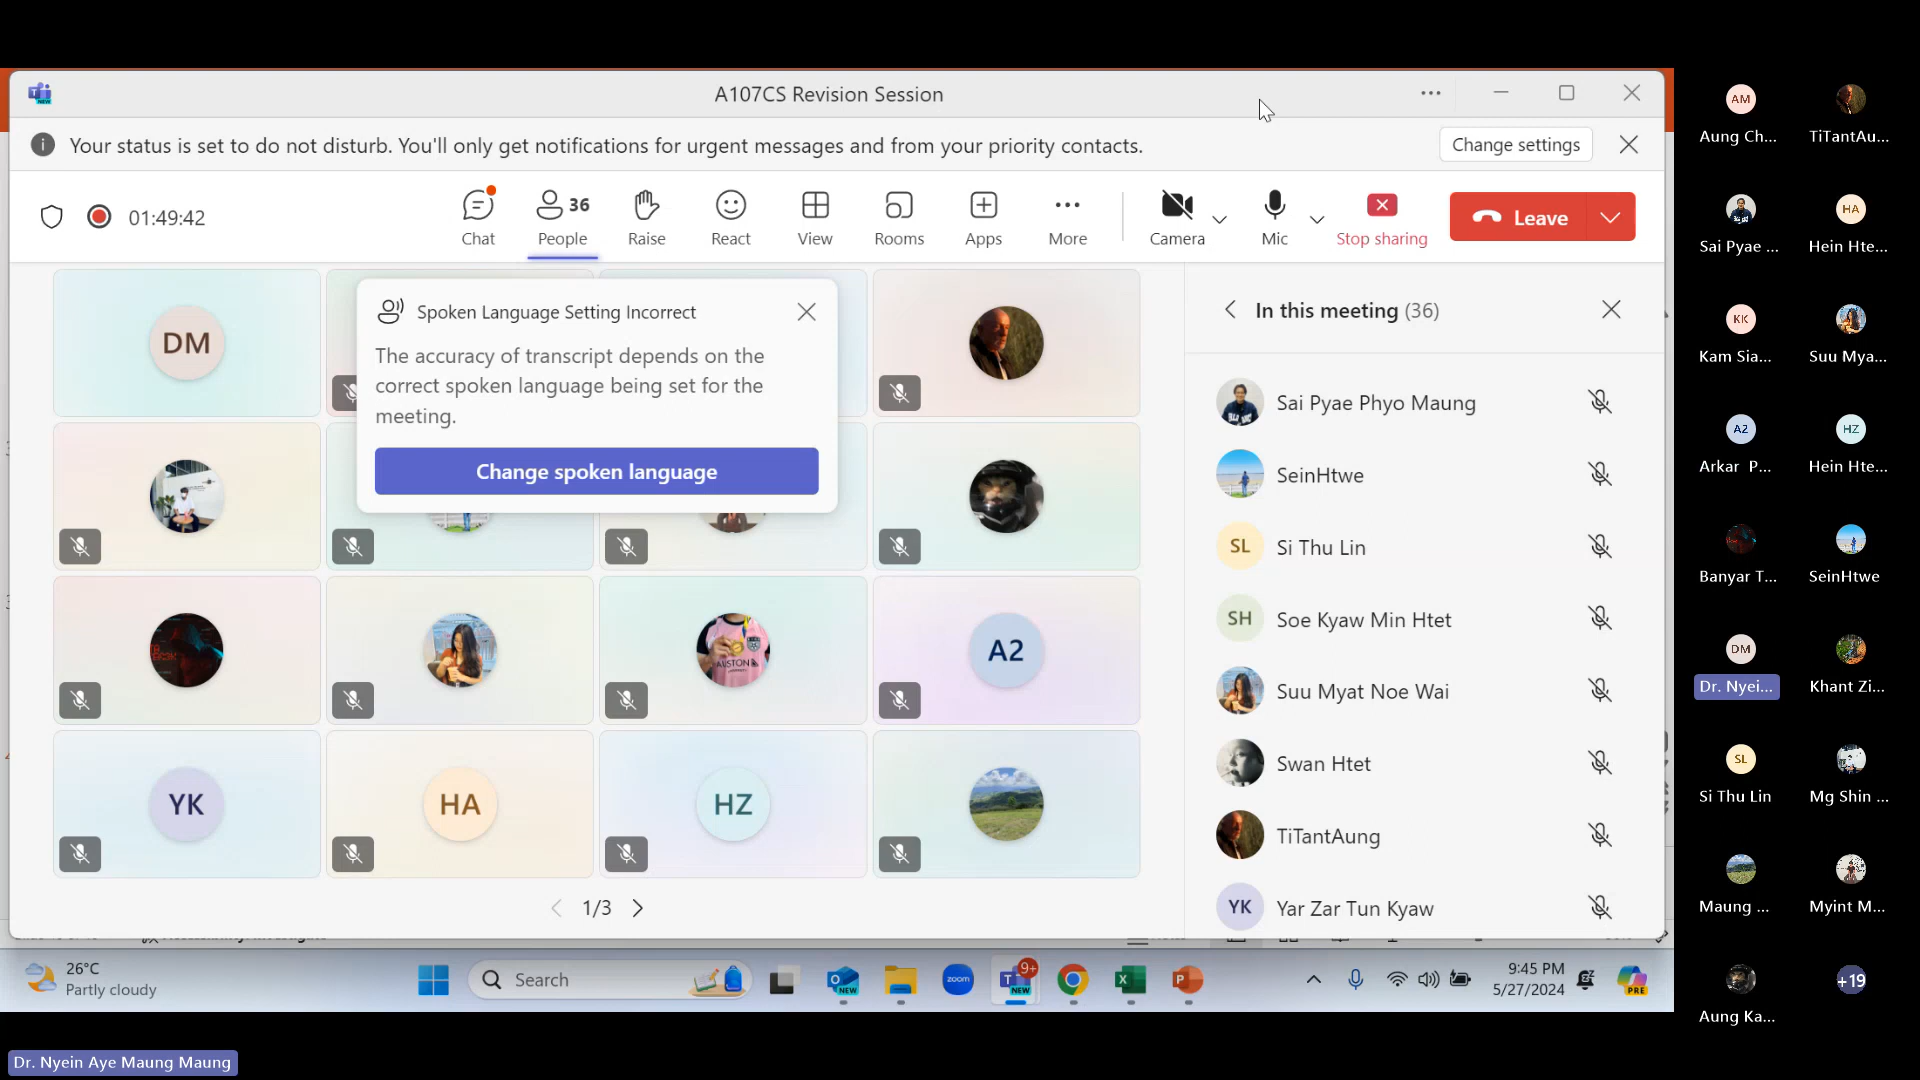 A107CS Revision Session
Your status is set to do not disturb. You'll only get notifications for urgent messages and from your priority contacts.
Change settings
01:49:42
Chat
36
People
Raise
React
View
Rooms
Apps
More
Camera
Mic
Stop sharing
Leave
Spoken Language Setting Incorrect
The accuracy of transcript depends on the
correct spoken language being set for the
meeting.
Change spoken language
DM
A2
YK
HA
HZ
1/3
In this meeting (36)
Sai Pyae Phyo Maung
SeinHtwe
SL
Si Thu Lin
SH
Soe Kyaw Min Htet
Suu Myat Noe Wai
Swan Htet
TiTantAung
YK
Yar Zar Tun Kyaw
AM
Aung Ch...
TiTantAu...
Sai Pyae ...
HA
Hein Hte...
KK
Kam Sia...
Suu Mya...
A2
Arkar P...
HZ
Hein Hte...
Banyar T...
SeinHtwe
DM
Dr. Nyei...
Khant Zi...
SL
Si Thu Lin
Mg Shin ...
Maung ...
Myint M...
Aung Ka...
+19
26°C
Partly cloudy
Search
NEW
zoom
9+
NEW
9:45 PM
5/27/2024
PRE
Dr. Nyein Aye Maung Maung